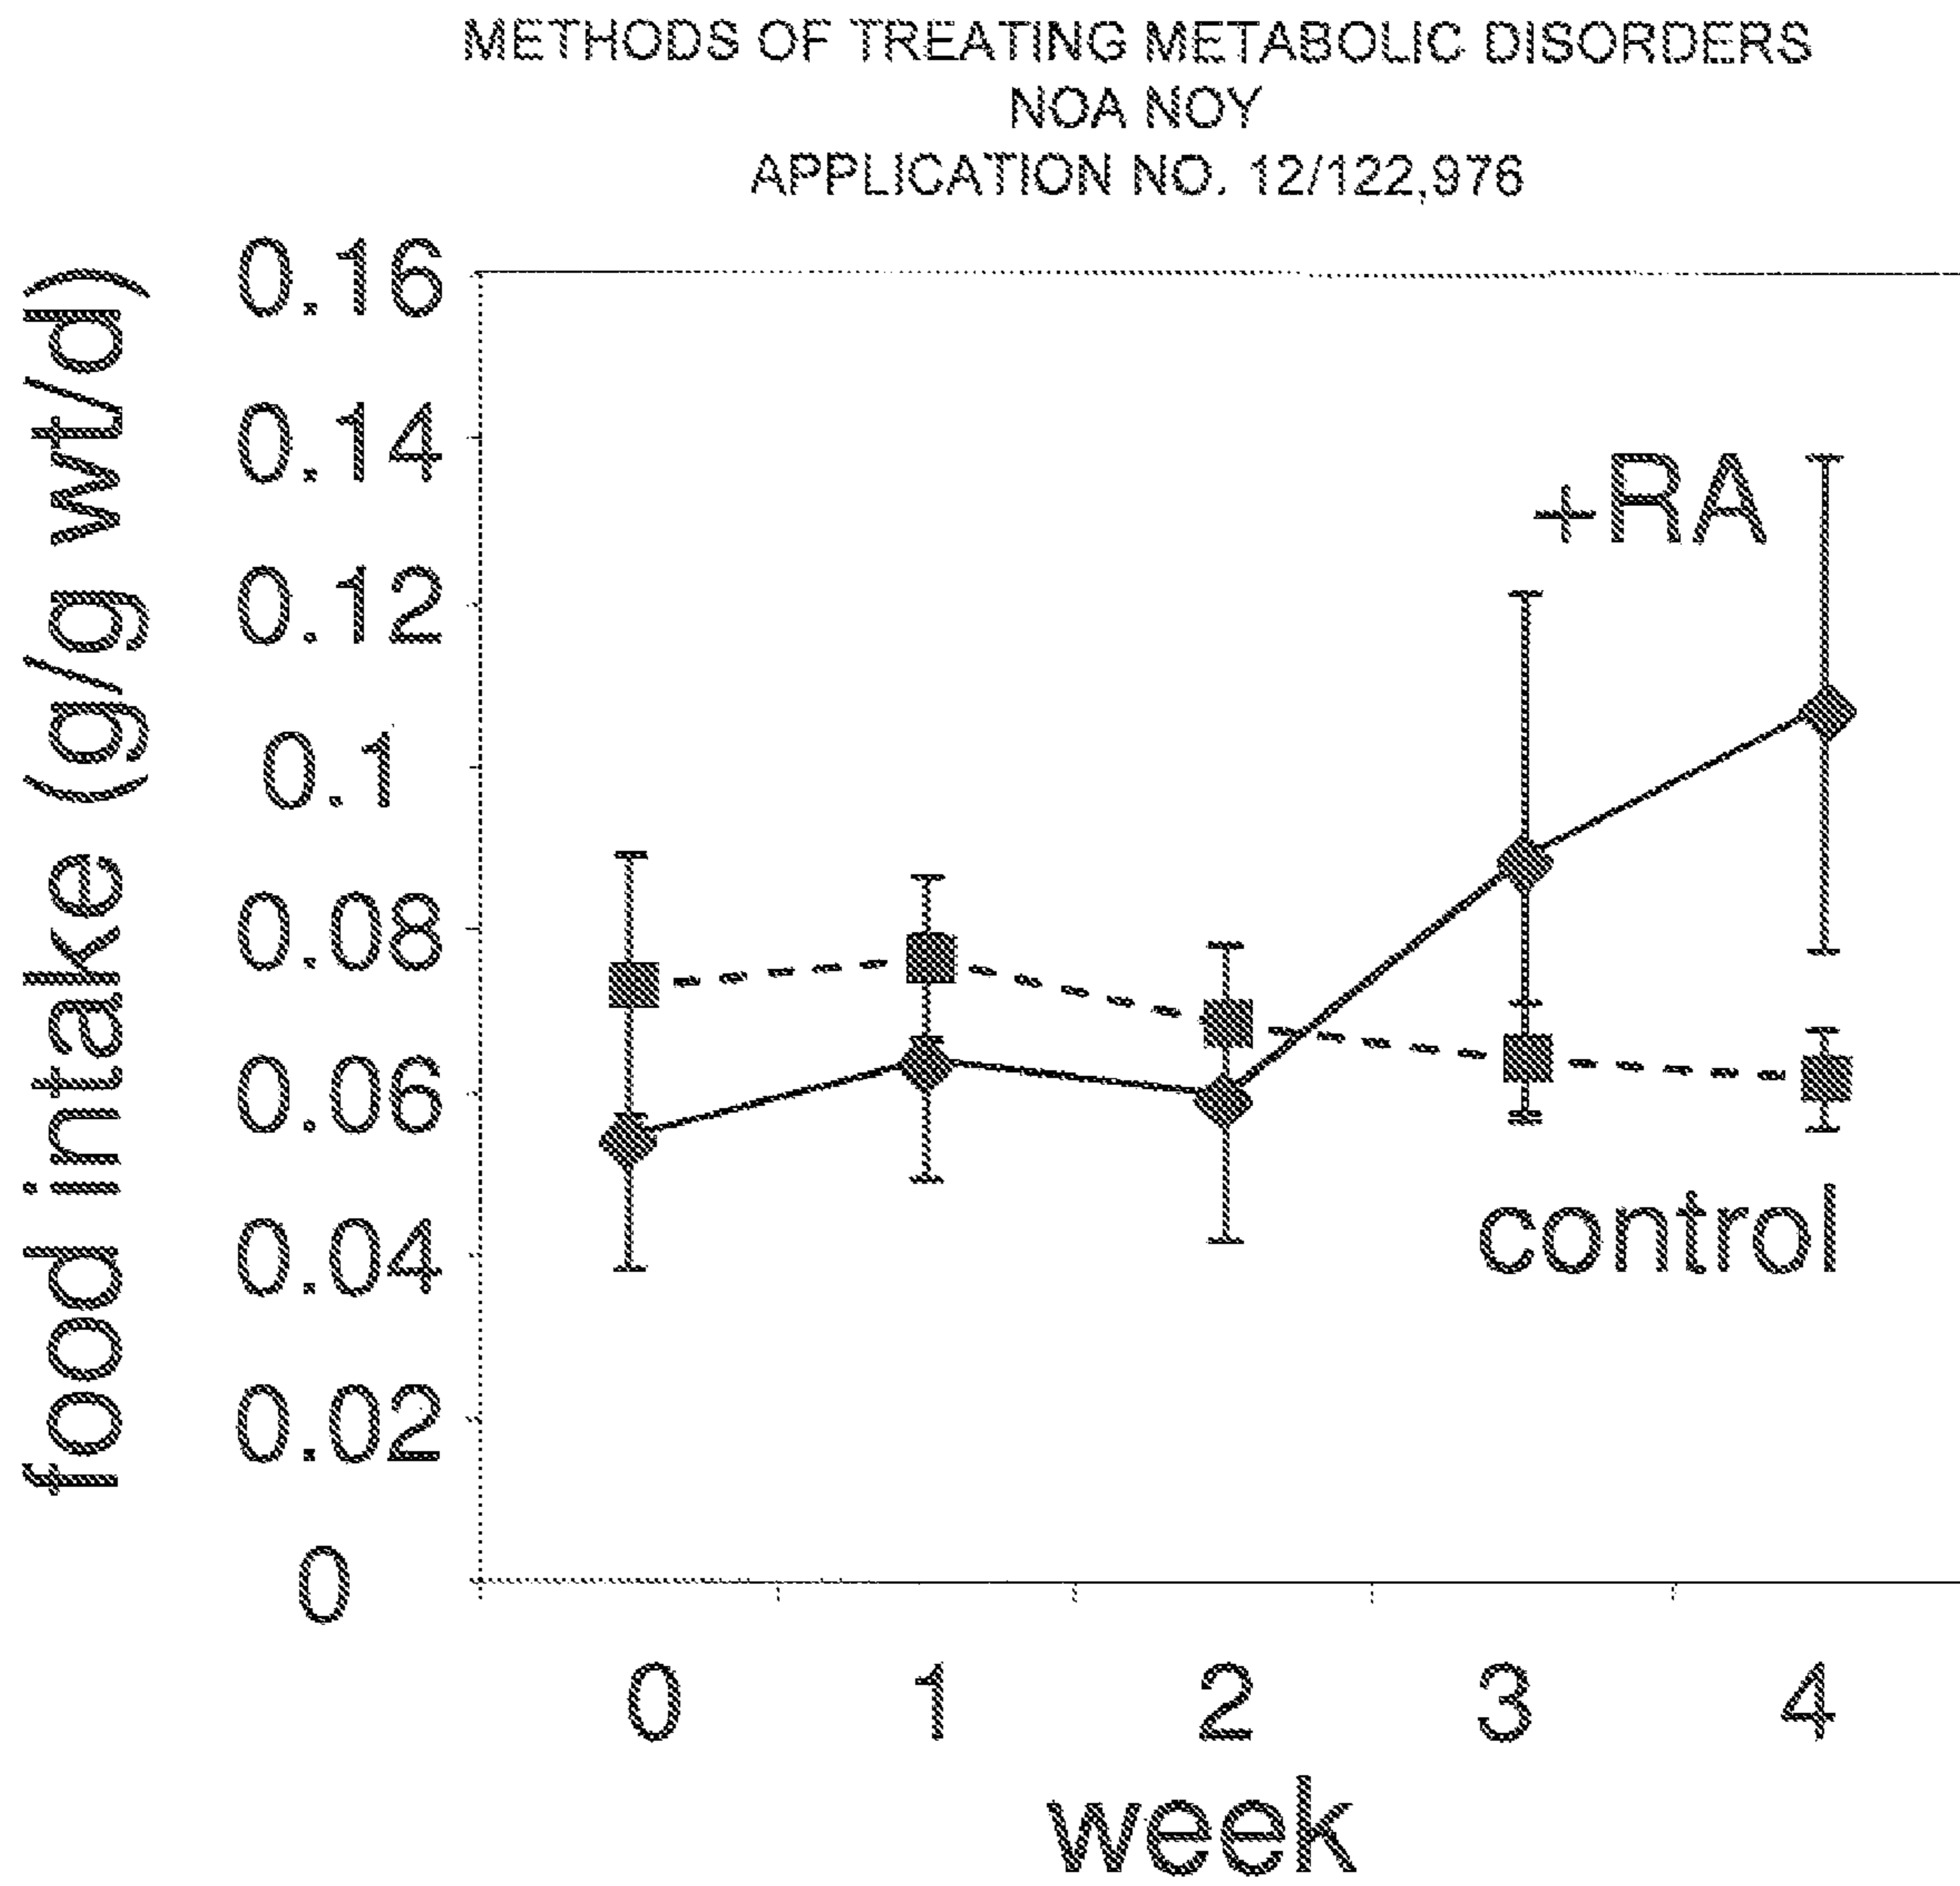 METHODS OF TREATING METABOLIC DISORDERS
NOA NOY
APPLICATION NO. 12/122,976
food intake (g/g wt/d)
0.16
0.14
0.12
0.1
0.08
0.06
0.04
0.02
0
+RA
control
0 1 2 3 4
week